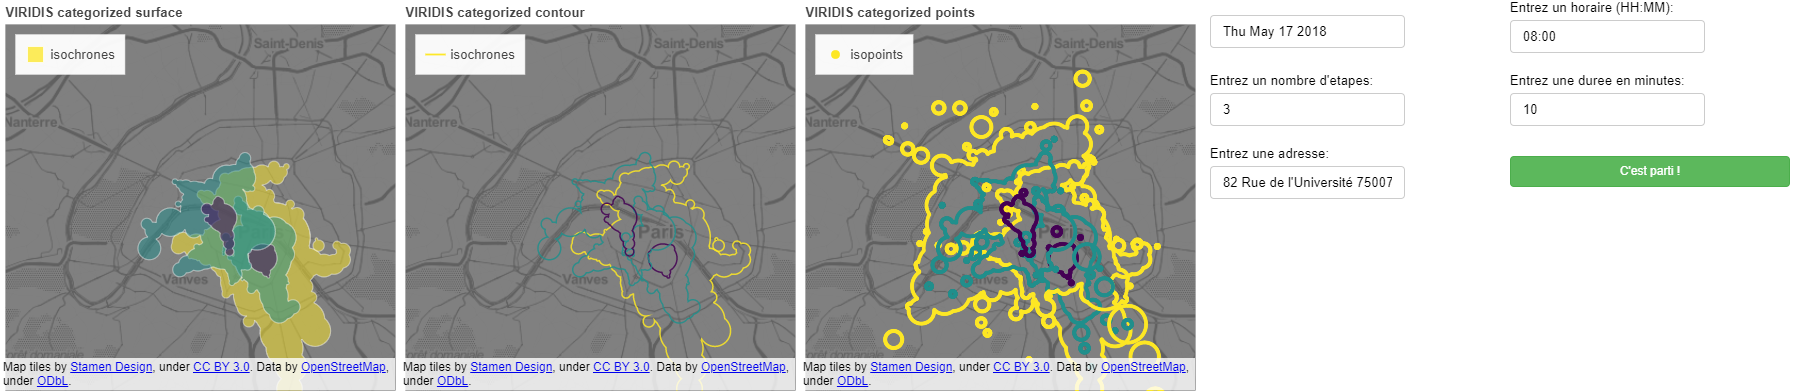 VIRIDIS categorized surface
isochrones
Saint-Denis
Nanterre
Vanves
Map tiles by Stamen Design, under CC BY 3.0. Data by OpenStreetMap,
under ODbL.
VIRIDIS categorized contour
isochrones
Saint-Denis
Nanterre
Paris
Vanves
Map tiles by Stamen Design, under CC BY 3.0. Data by OpenStreetMap,
under ODbL.
VIRIDIS categorized points
isopoints
Saint-Denis
Nanterre
Map tiles by Stamen Design, under CC BY 3.0. Data by OpenStreetMap,
under ODbL.
Thu May 17 2018
Entrez un nombre d'etapes:
3
Entrez une adresse:
82 Rue de l'Université 75007
Entrez un horaire (HH:MM):
08:00
Entrez une duree en minutes:
10
C'est parti !